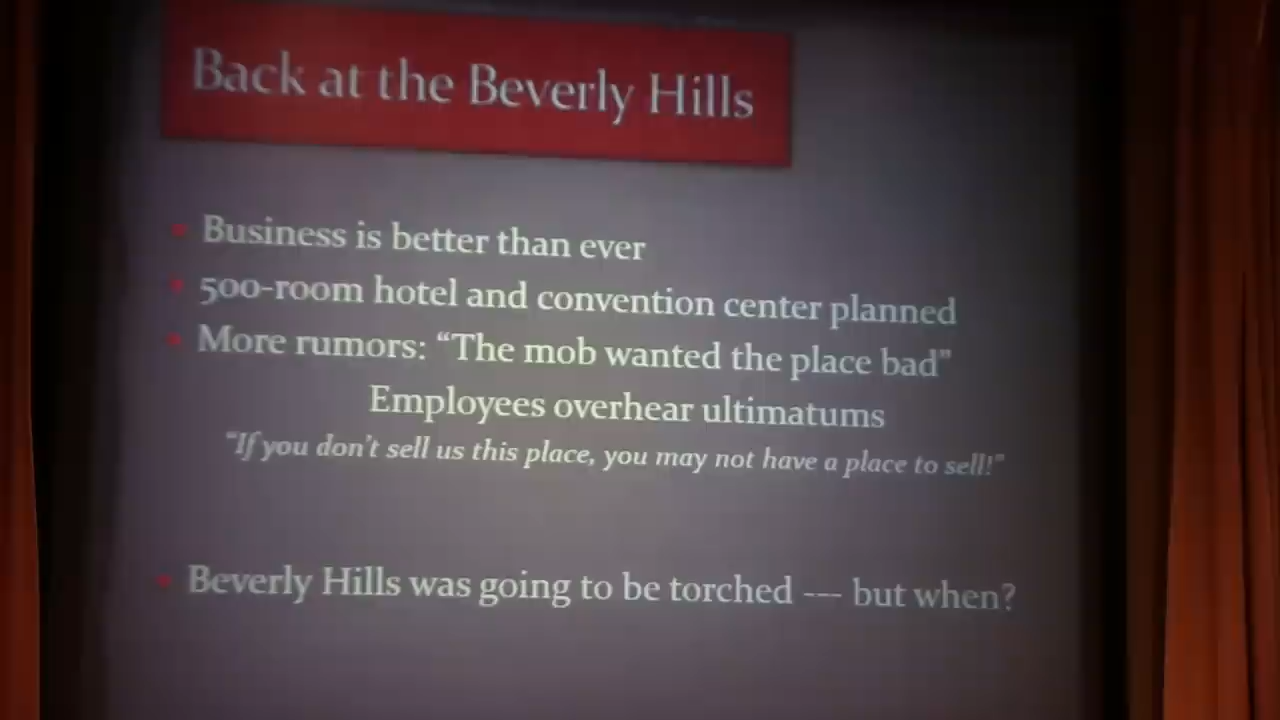 Back at the Beverly Hills
Business is better than ever
500-room hotel and convention center planned
More rumors: “The mob wanted the place bad”
Employees overhear ultimatums
“If you don’t sell us this place, you may not have a place to sell!”
Beverly Hills was going to be torched --- but when?